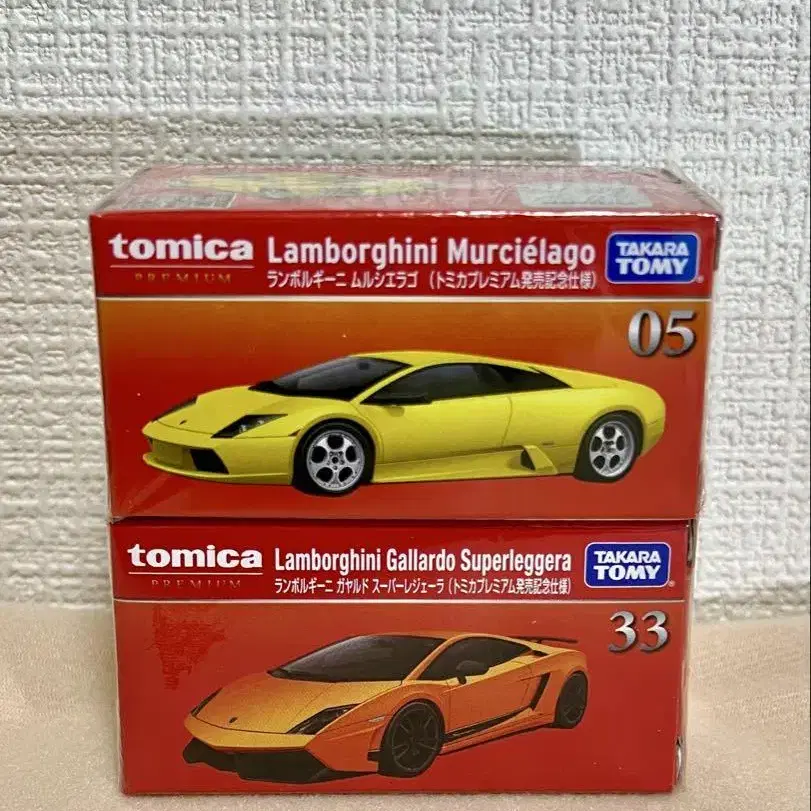 tomica
PREMIUM
Lamborghini Murciélago
ランボルギーニ ムルシエラゴ (トミカプレミアム発売記念仕様)
TAKARA
TOMY
05
tomica
PREMIUM
Lamborghini Gallardo Superleggera
ランボルギーニ ガヤルド スーパーレジェーラ (トミカプレミアム発売記念仕様)
TAKARA
TOMY
33